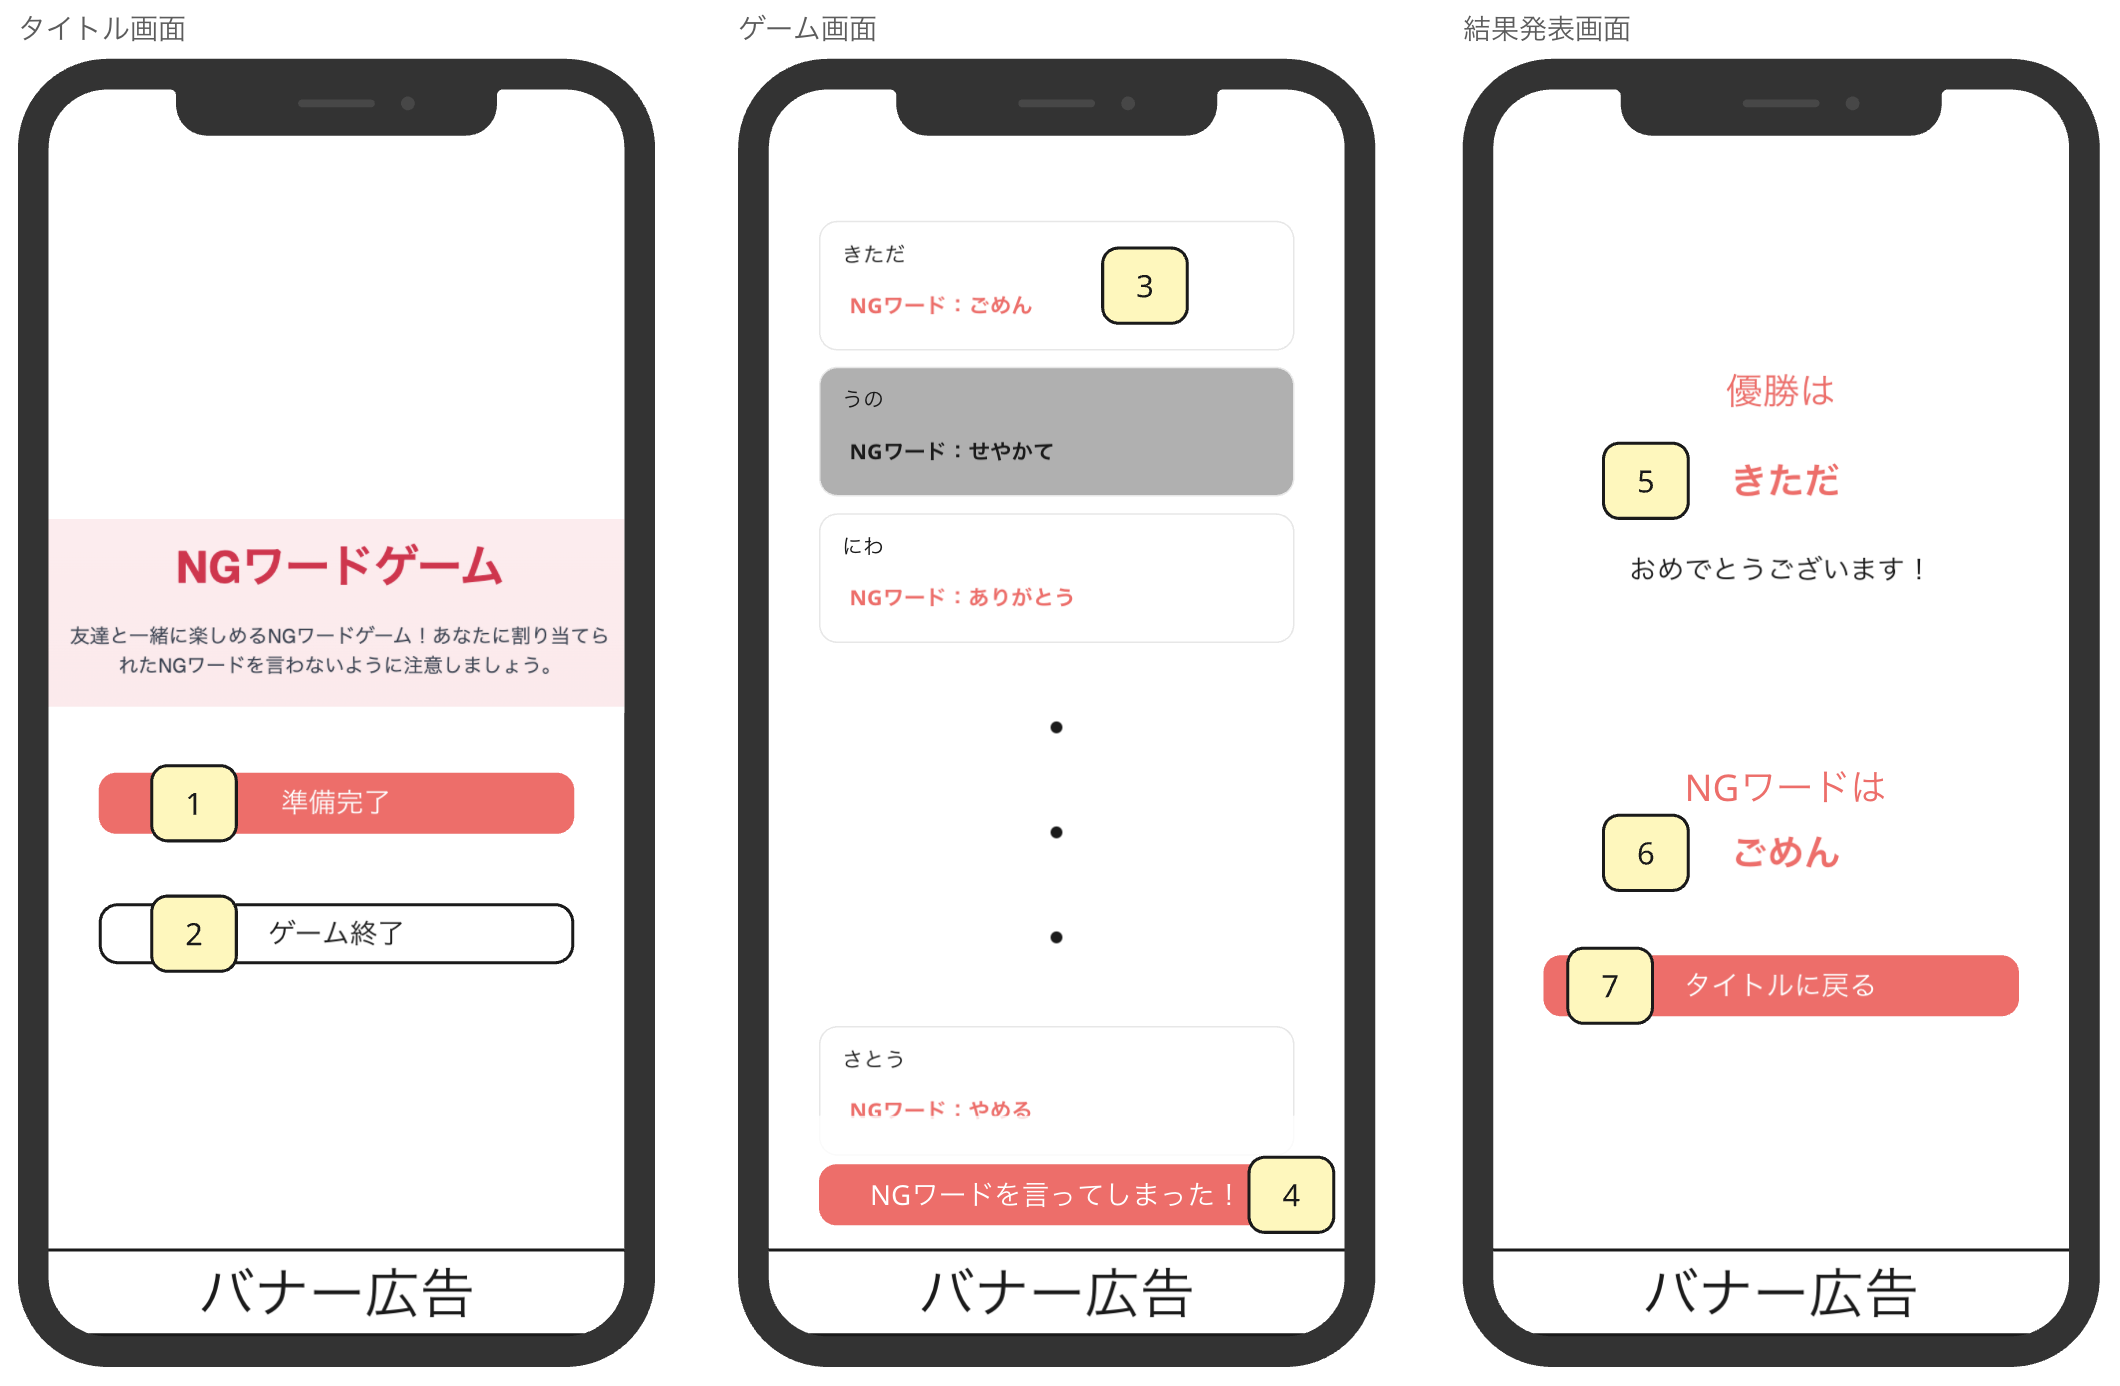 タイトル画面
NGワードゲーム
友達と一緒に楽しめるNGワードゲーム！あなたに割り当てら
れたNGワードを言わないように注意しましょう。
1
準備完了
2
ゲーム終了
バナー広告
ゲーム画面
きただ
NGワード：ごめん
3
うの
NGワード：せやかて
にわ
NGワード：ありがとう
さとう
NGワード：やめる
NGワードを言ってしまった！
4
バナー広告
結果発表画面
優勝は
5
きただ
おめでとうございます！
NGワードは
6
ごめん
7
タイトルに戻る
バナー広告